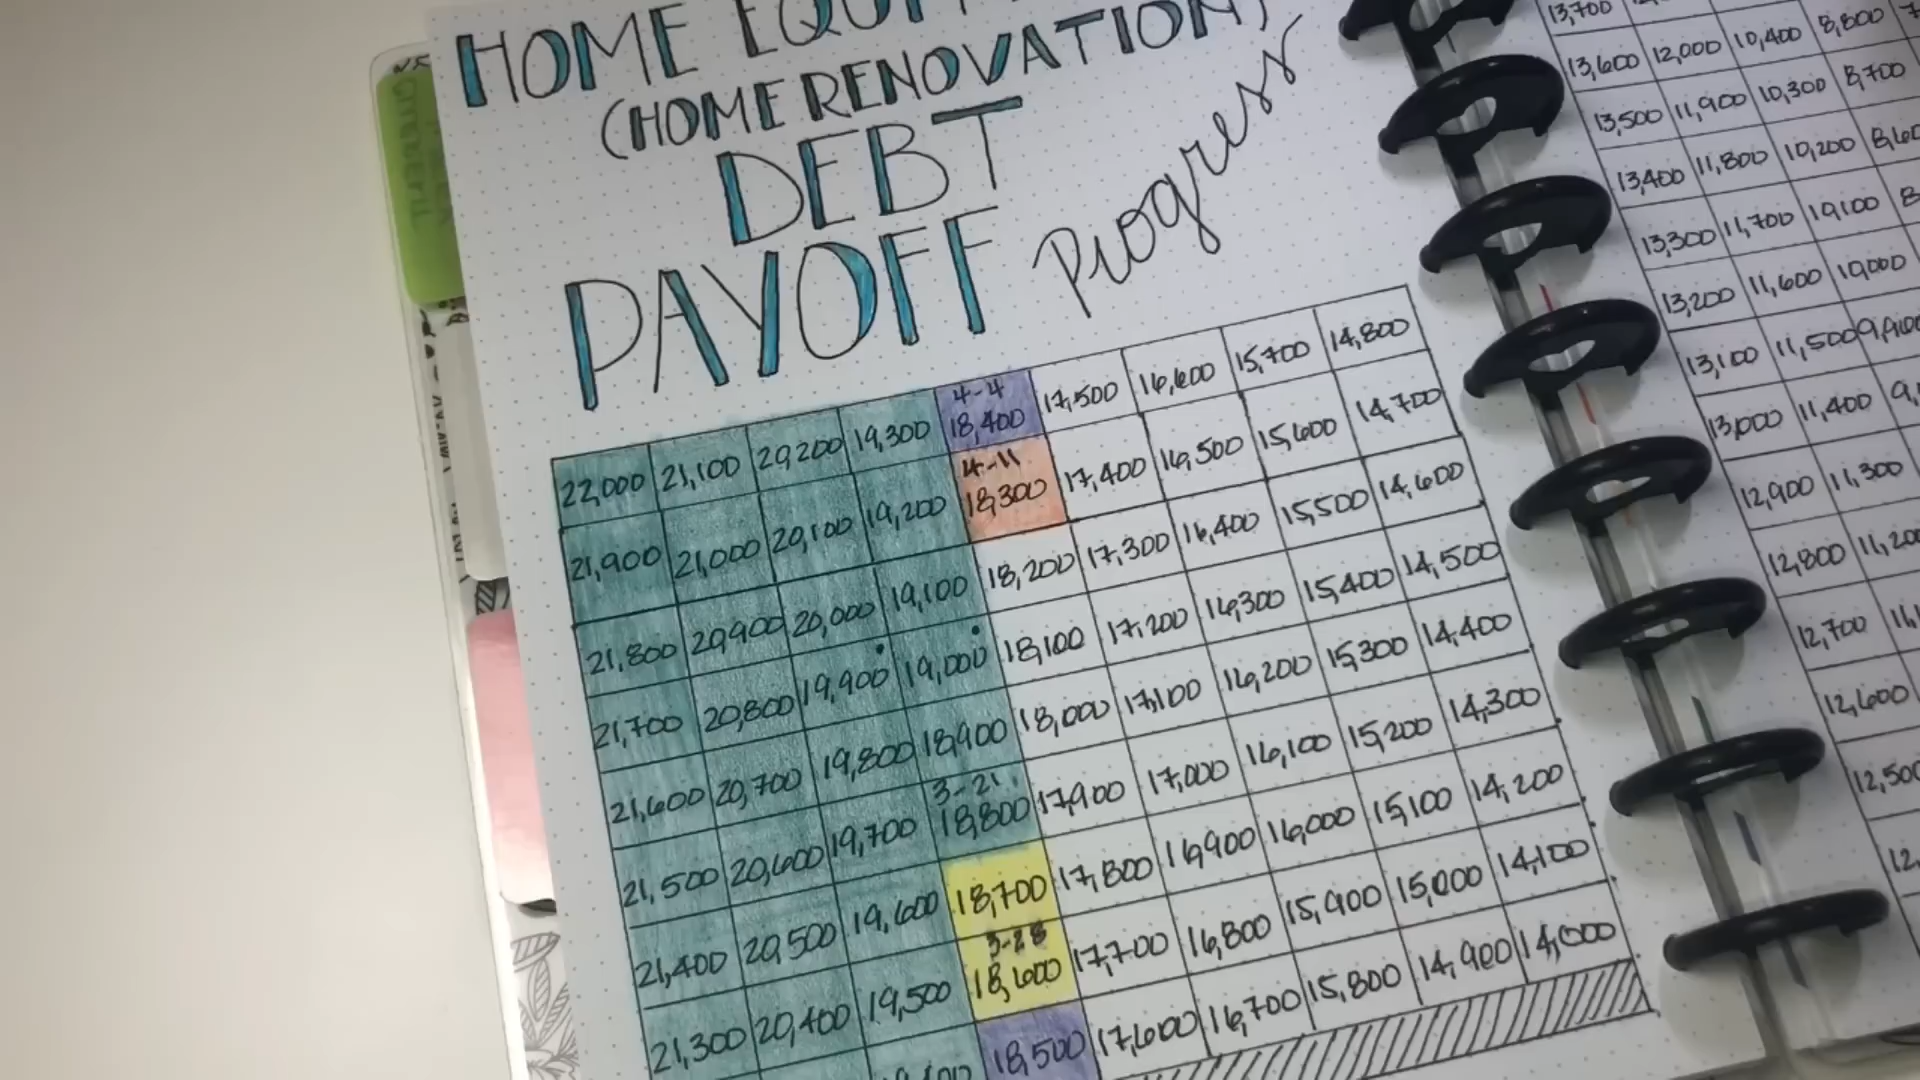 HOME
(HOME RENOVATION)
DEBT
PAYOFF Progress
22,000 21,100 20,200 19,300 4-4 18,400 17,500 16,600 15,700 14,800
21,900 21,000 20,100 19,200 4-11 18,300 17,400 16,500 15,600 14,700
21,800 20,900 20,000 19,100 18,200 17,300 16,400 15,500 14,600
21,700 20,800 19,900 19,000 18,100 17,200 16,300 15,400 14,500
21,600 20,700 19,800 18,900 18,000 17,100 16,200 15,300 14,400
21,500 20,600 19,700 3-21 18,800 17,900 17,000 16,100 15,200 14,300
21,400 20,500 19,600 18,700 17,800 16,900 16,000 15,100 14,200
21,300 20,400 19,500 3-28 18,600 17,700 16,800 15,900 15,000 14,100
18,500 17,600 16,700 15,800 14,900 14,000
13,700
13,600 12,000 10,400 8,800
13,500 11,900 10,300 8,700
13,400 11,800 10,200
13,300 11,700 10,100
13,200 11,600 10,000
13,100 11,500 9,900
13,000 11,400
12,900 11,300
12,800 11,200
12,700
12,600
12,500